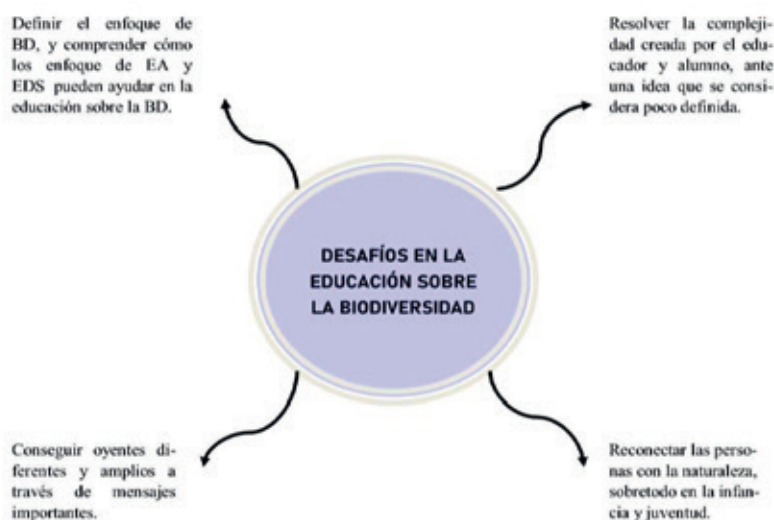 Definir el enfoque de
BD, y comprender cómo
los enfoque de EA y
EDS pueden ayudar en la
educación sobre la BD.
Resolver la compleji-
dad creada por el edu-
cador y alumno, ante
una idea que se consi-
dera poco definida.
DESAFÍOS EN LA
EDUCACIÓN SOBRE
LA BIODIVERSIDAD
Conseguir oyentes di-
ferentes y amplios a
través de mensajes
importantes.
Reconectar las perso-
nas con la naturaleza,
sobretodo en la infan-
cia y juventud.